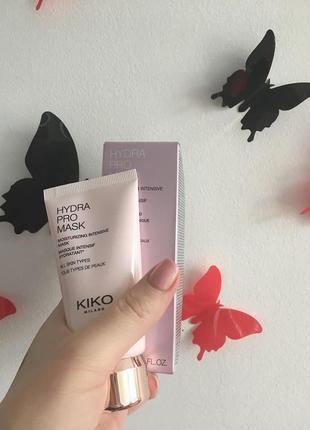 HYDRA
PRO
MASK
MOISTURIZING INTENSIVE
MASK
MASQUE INTENSIF
HYDRATANT
ALL SKIN TYPES
TOUS TYPES DE PEAUX
KIKO
MILANO
HYDRA
PRO
INTENSIVE
FL.OZ.